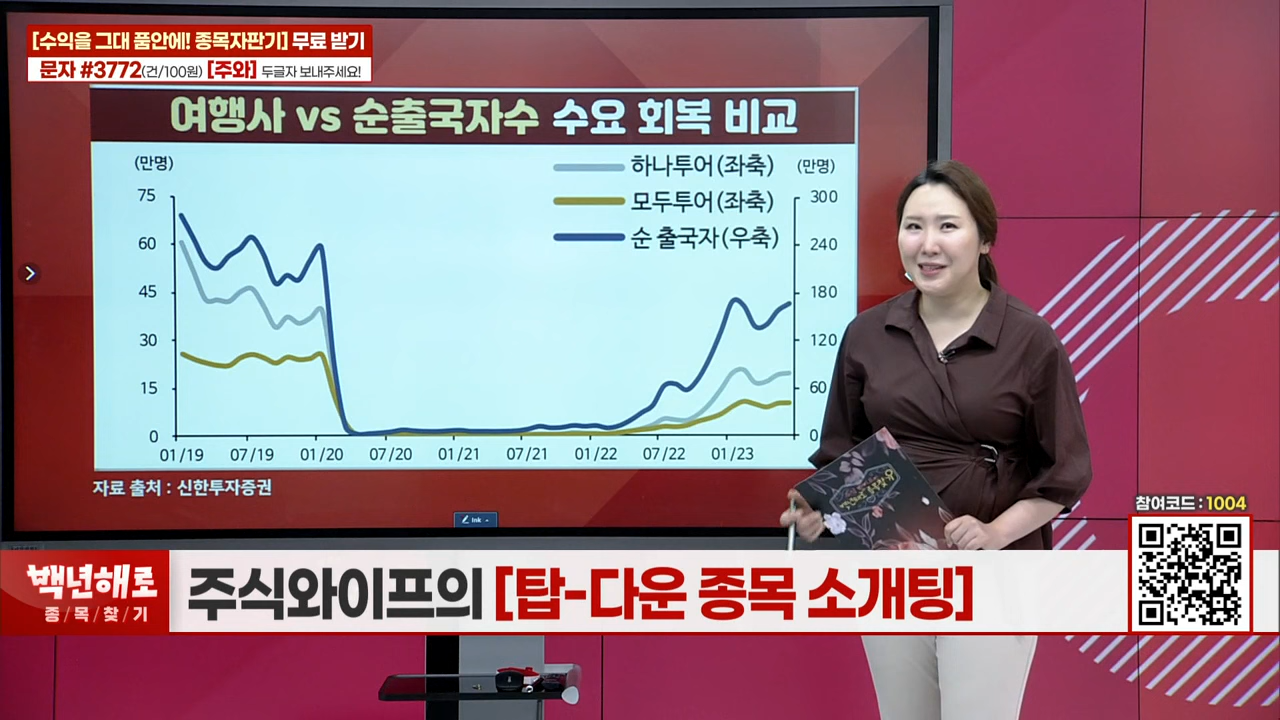 [수익을 그대 품안에! 종목자판기] 무료 받기
문자 #3772(건/100원) [주와] 두글자 보내주세요!
여행사 vs 순출국자수 수요 회복 비교
(만명)
하나투어(좌축)
(만명)
모두투어(좌축)
순 출국자(우축)
75
60
45
30
15
0
300
240
180
120
60
0
01/19 07/19 01/20 07/20 01/21 07/21 01/22 07/22 01/23
자료 출처 : 신한투자증권
Ink
참여코드 : 1004
백년해로
종/목/찾/기
주식와이프의 [탑-다운 종목 소개팅]